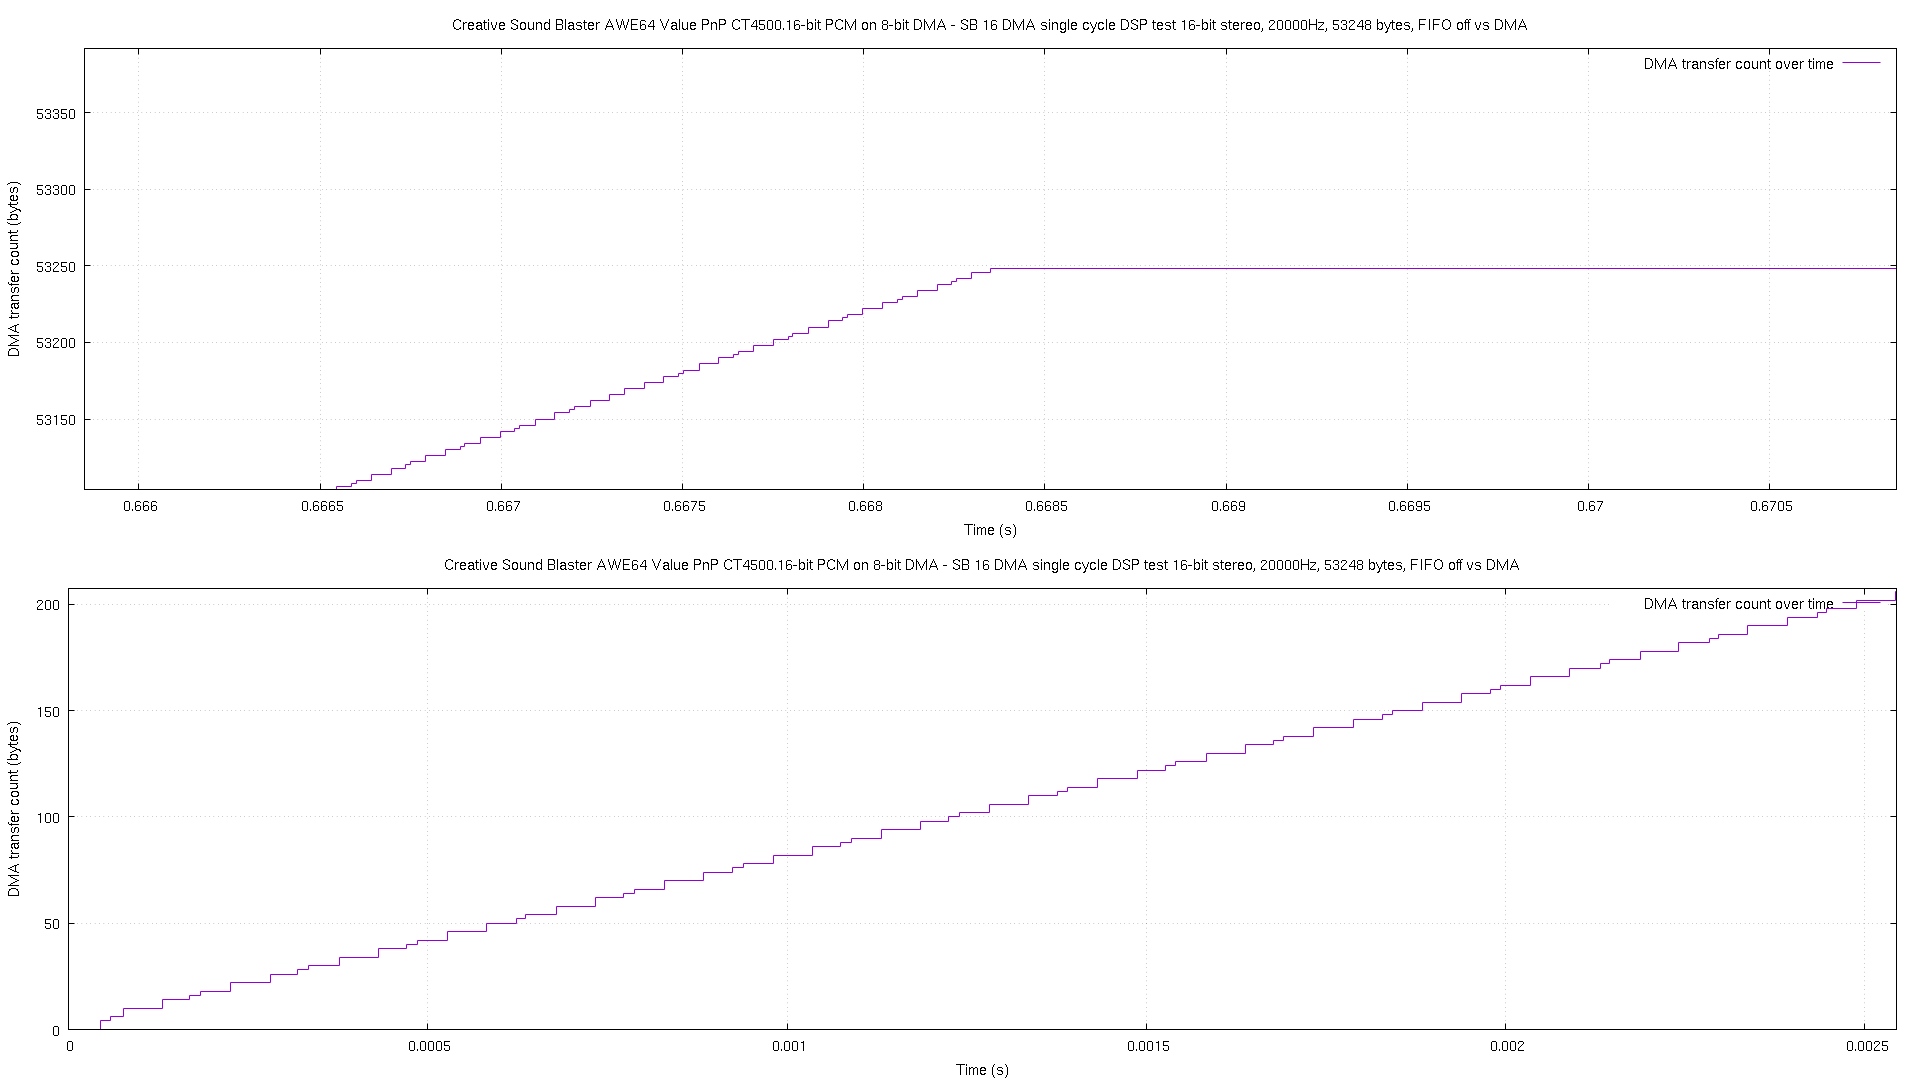 Creative Sound Blaster AWE64 Value PnP CT4500.16-bit PCM on 8-bit DMA - SB 16 DMA single cycle DSP test 16-bit stereo, 20000Hz, 53248 bytes, FIFO off vs DMA
DMA transfer count over time
DMA transfer count (bytes)
53350
53300
53250
53200
53150
0.666 0.6665 0.667 0.6675 0.668 0.6685 0.669 0.6695 0.67 0.6705
Time (s)
Creative Sound Blaster AWE64 Value PnP CT4500.16-bit PCM on 8-bit DMA - SB 16 DMA single cycle DSP test 16-bit stereo, 20000Hz, 53248 bytes, FIFO off vs DMA
DMA transfer count over time
DMA transfer count (bytes)
200
150
100
50
0
0 0.0005 0.001 0.0015 0.002 0.0025
Time (s)